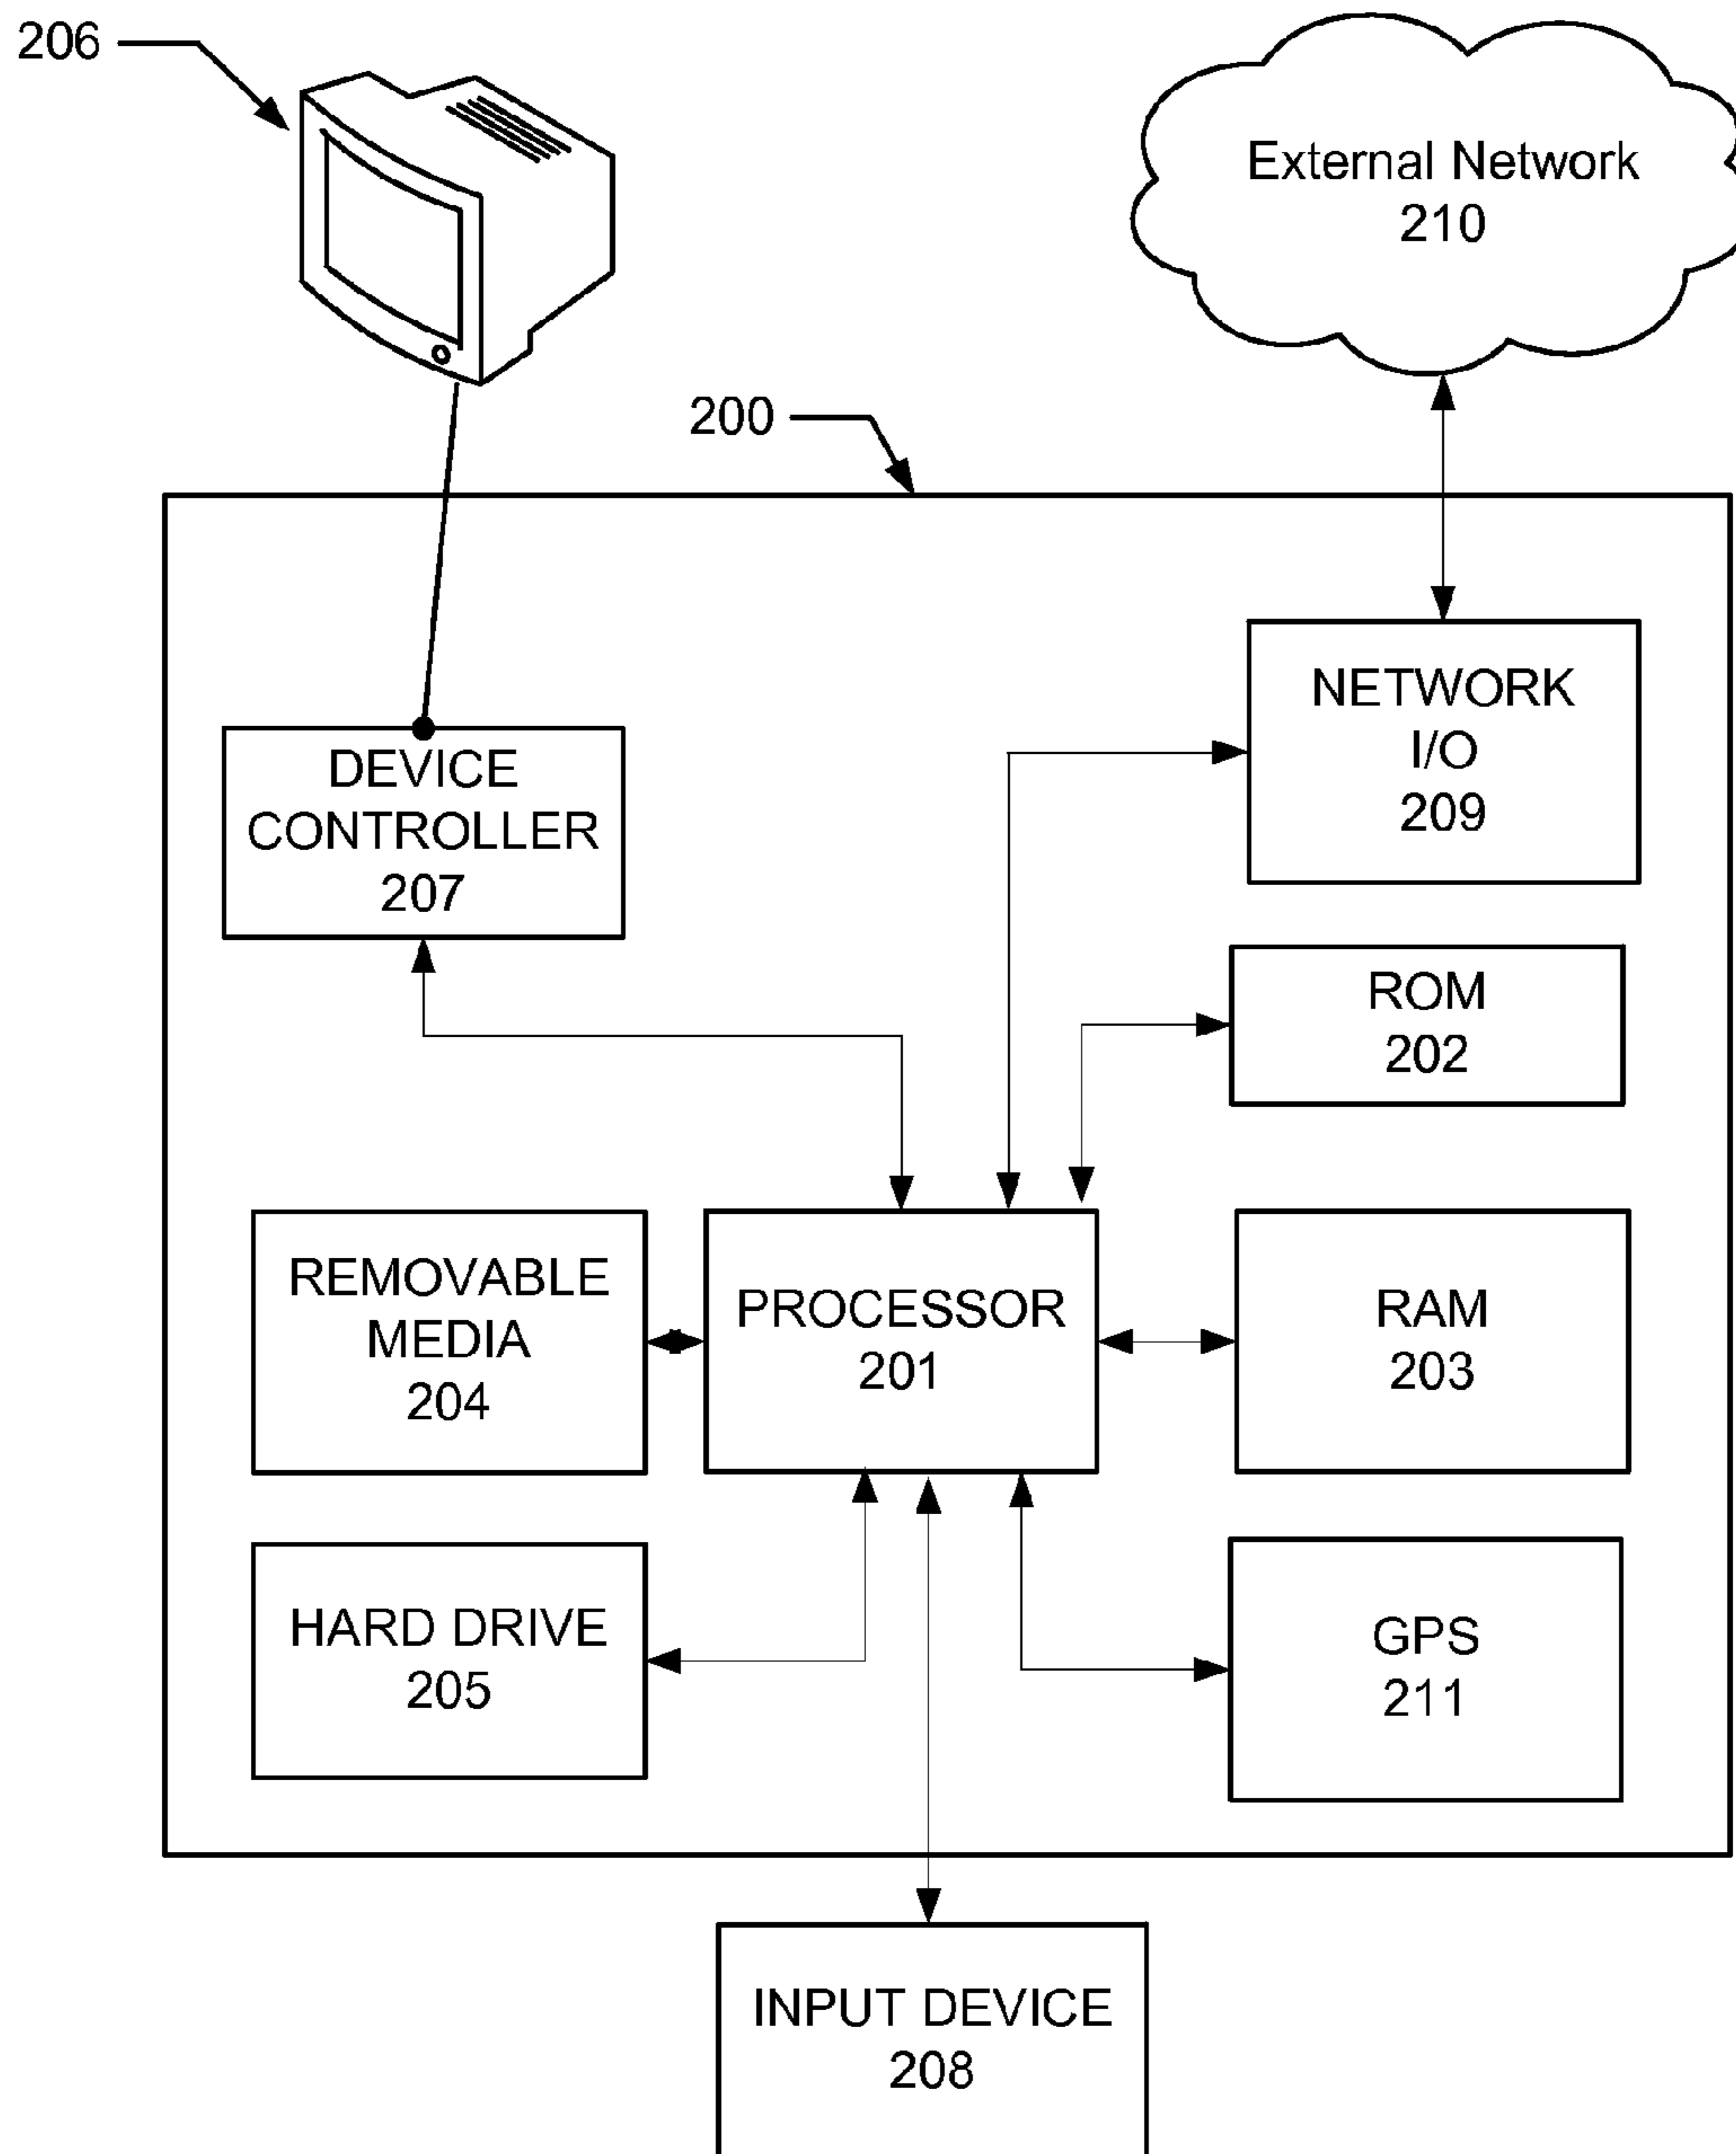 206
External Network
210
200
NETWORK
I/O
209
DEVICE
CONTROLLER
207
ROM
202
REMOVABLE
MEDIA
204
PROCESSOR
201
RAM
203
HARD DRIVE
205
GPS
211
INPUT DEVICE
208